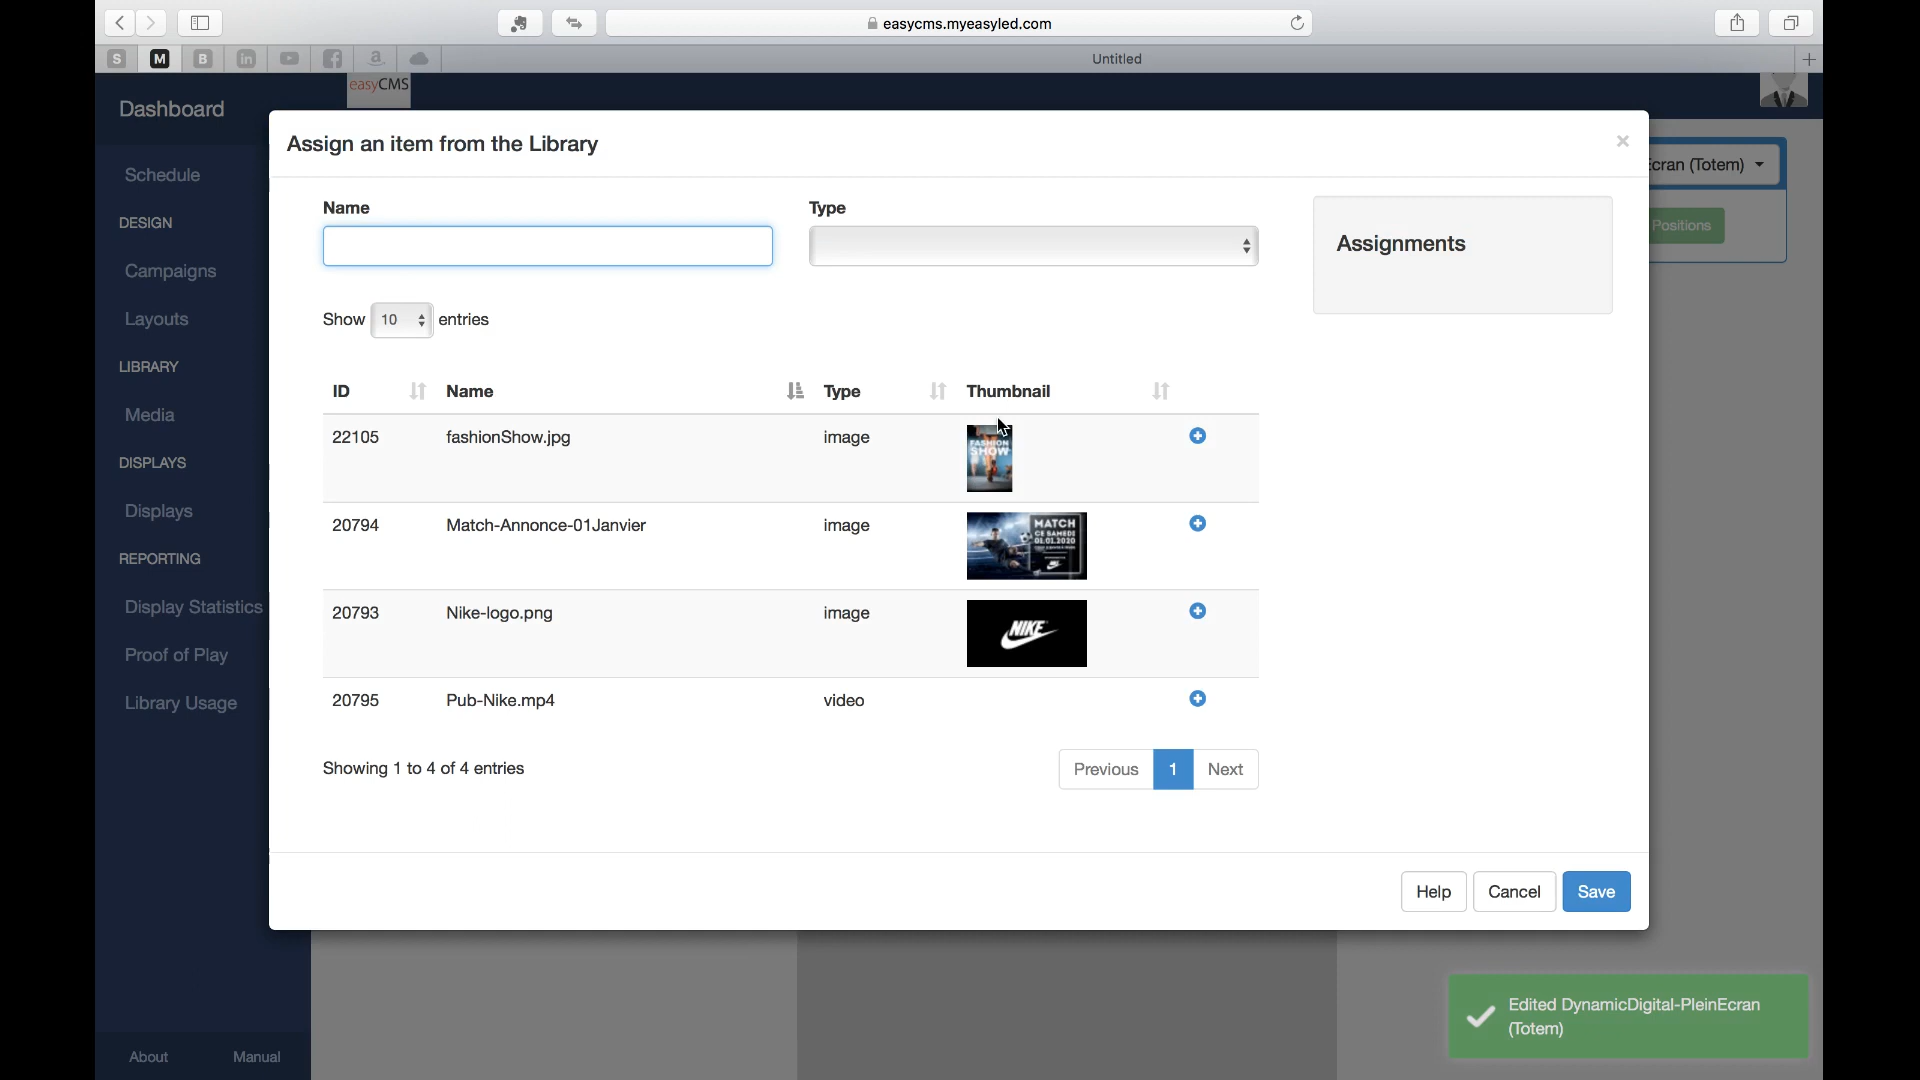 easycms.myeasyled.com
S M B in a
Untitled
easyCMS
Dashboard
Schedule
DESIGN
Campaigns
Layouts
LIBRARY
Media
DISPLAYS
Displays
REPORTING
Display Statistics
Proof of Play
Library Usage
About Manual
Assign an item from the Library ×
cran (Totem)
Positions
Name Type
Assignments
Show 10 entries
ID Name Type Thumbnail
22105 fashionShow.jpg image
FASHION
SHOW
20794 Match-Annonce-01Janvier image
MATCH
CE SAMEDI
01.01.2020
20793 Nike-logo.png image
NIKE
20795 Pub-Nike.mp4 video
Showing 1 to 4 of 4 entries
Previous 1 Next
Help Cancel Save
Edited DynamicDigital-PleinEcran
(Totem)